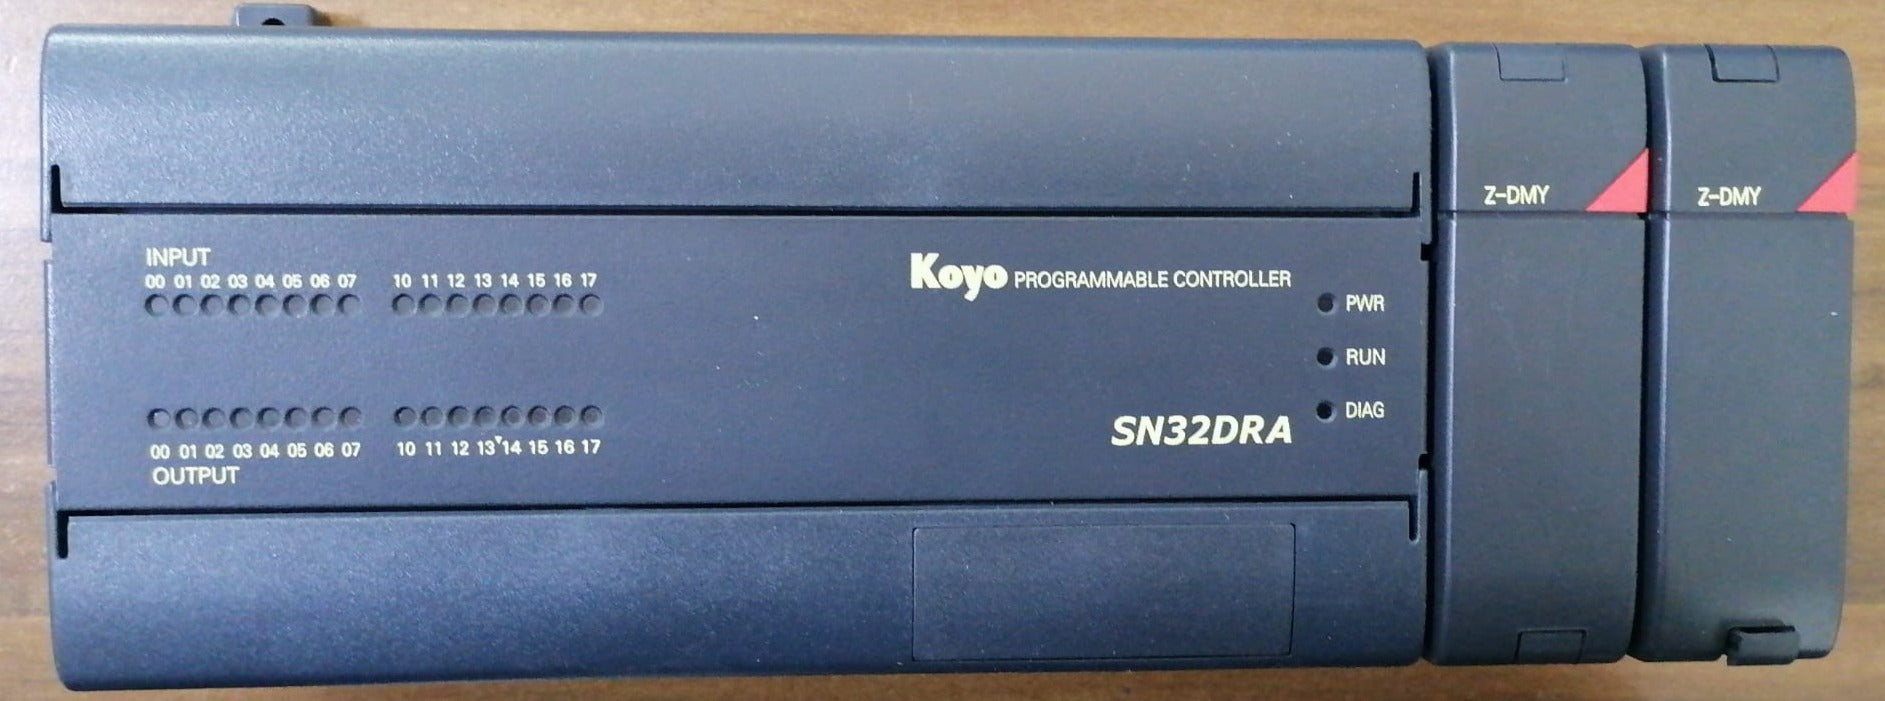 INPUT
00 01 02 03 04 05 06 07 10 11 12 13 14 15 16 17
Koyo PROGRAMMABLE CONTROLLER
PWR
RUN
DIAG
SN32DRA
00 01 02 03 04 05 06 07 10 11 12 13 14 15 16 17
OUTPUT
Z-DMY
Z-DMY